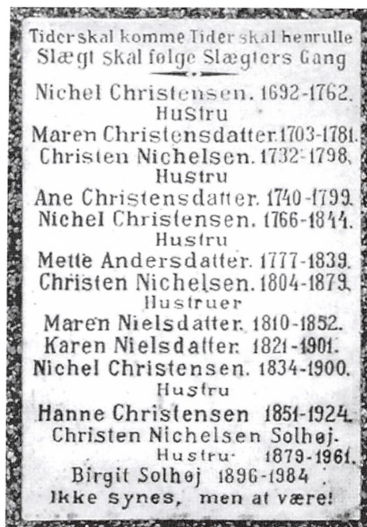 Tider skal komme Tider skal henrulle
Slægt skal følge Slægters Gang
Nichel Christensen. 1692-1762.
Hustru
Maren Christensdatter. 1703-1781.
Christen Nichelsen. 1732-1798.
Hustru
Ane Christensdatter. 1740-1799.
Nichel Christensen. 1766-1844.
Hustru
Mette Andersdatter. 1777-1839.
Christen Nichelsen. 1804-1879.
Hustruer
Maren Nielsdatter. 1810-1852.
Karen Nielsdatter. 1821-1901.
Nichel Christensen. 1834-1900.
Hustru
Hanne Christensen 1851-1924.
Christen Nichelsen Solhøj.
Hustru· 1879-1961.
Birgit Solhøj 1896-1984
Ikke synes, men at være!